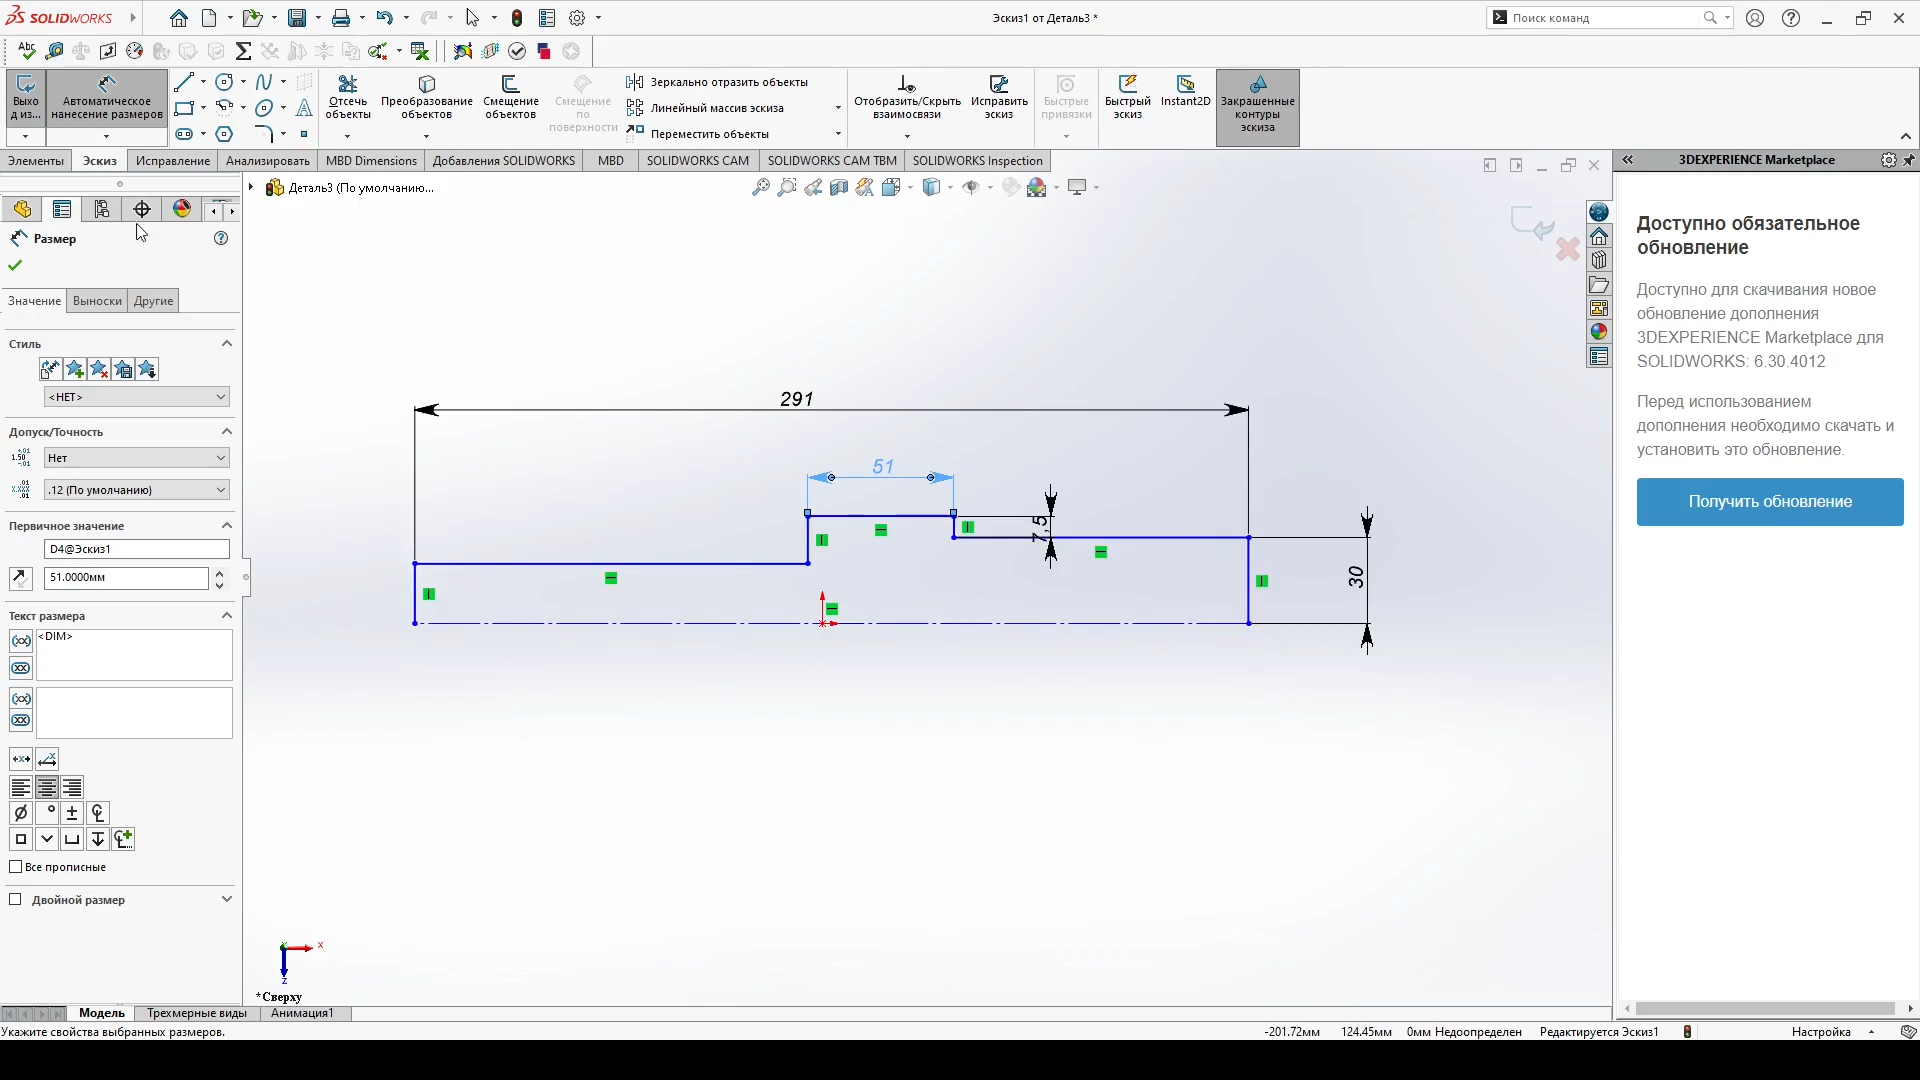 SOLIDWORKS
Эскиз1 от Деталь3 *
Поиск команд
Abc
Выхо
д из...
Автоматическое
нанесение размеров
Отсечь
объекты
Преобразование
объектов
Смещение
объектов
Смещение
по
поверхности
Зеркально отразить объекты
Линейный массив эскиза
Переместить объекты
Отобразить/Скрыть
взаимосвязи
Исправить
эскиз
Быстрые
привязки
Быстрый
эскиз
Instant2D
Закрашенные
контуры
эскиза
Элементы
Эскиз
Исправление
Анализировать
MBD Dimensions
Добавления SOLIDWORKS
MBD
SOLIDWORKS CAM
SOLIDWORKS CAM TBM
SOLIDWORKS Inspection
3DEXPERIENCE Marketplace
Деталь3 (По умолчанию...
Размер
Значение
Выноски
Другие
Стиль
<НЕТ>
Допуск/Точность
Нет
.12 (По умолчанию)
Первичное значение
D4@Эскиз1
51.0000мм
Текст размера
<DIM>
Все прописные
Двойной размер
291
51
7,5
30
x
z
*Сверху
Доступно обязательное
обновление
Доступно для скачивания новое
обновление дополнения
3DEXPERIENCE Marketplace для
SOLIDWORKS: 6.30.4012
Перед использованием
дополнения необходимо скачать и
установить это обновление.
Получить обновление
Модель
Трехмерные виды
Анимация1
Укажите свойства выбранных размеров.
-201.72мм
124.45мм
0мм
Недоопределен
Редактируется Эскиз1
Настройка